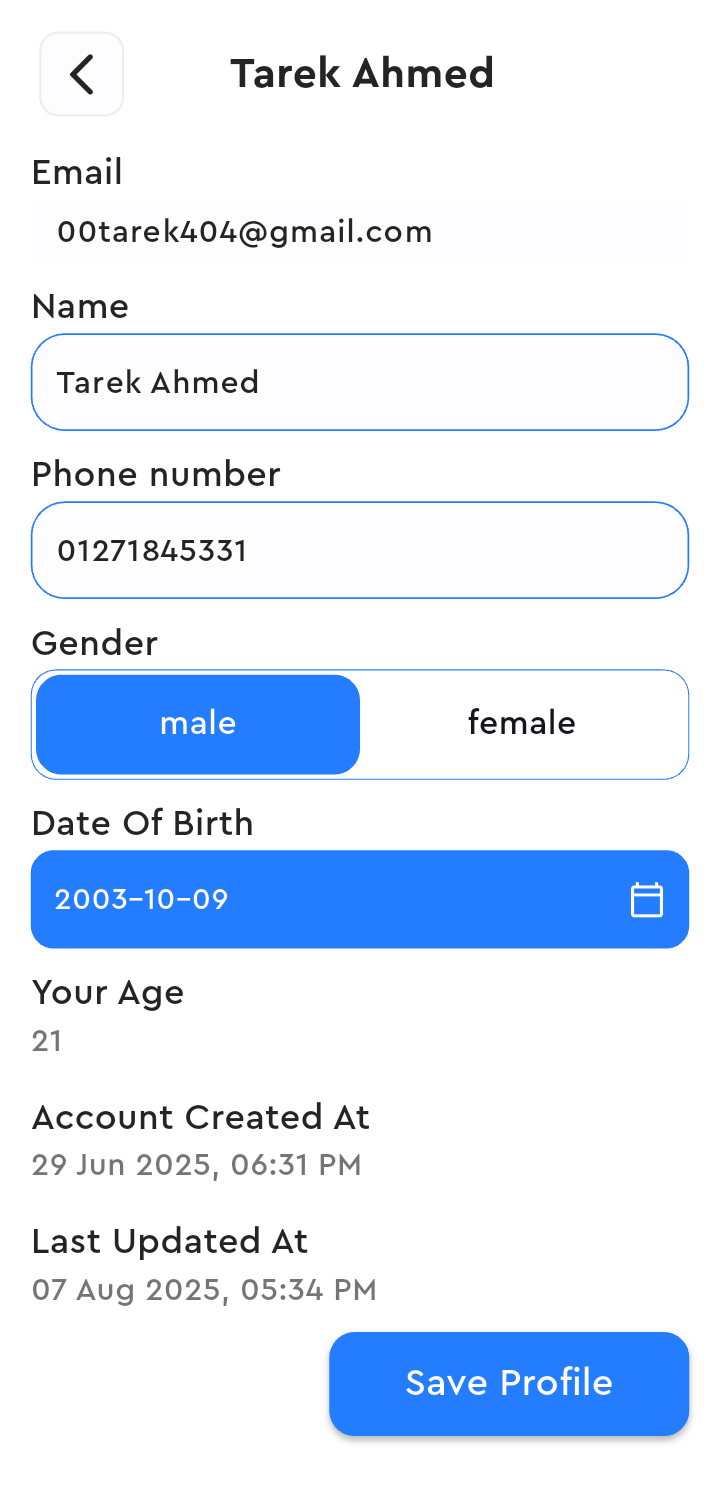 Tarek Ahmed
Email
00tarek404@gmail.com
Name
Tarek Ahmed
Phone number
01271845331
Gender
male female
Date Of Birth
2003-10-09
Your Age
21
Account Created At
29 Jun 2025, 06:31 PM
Last Updated At
07 Aug 2025, 05:34 PM
Save Profile